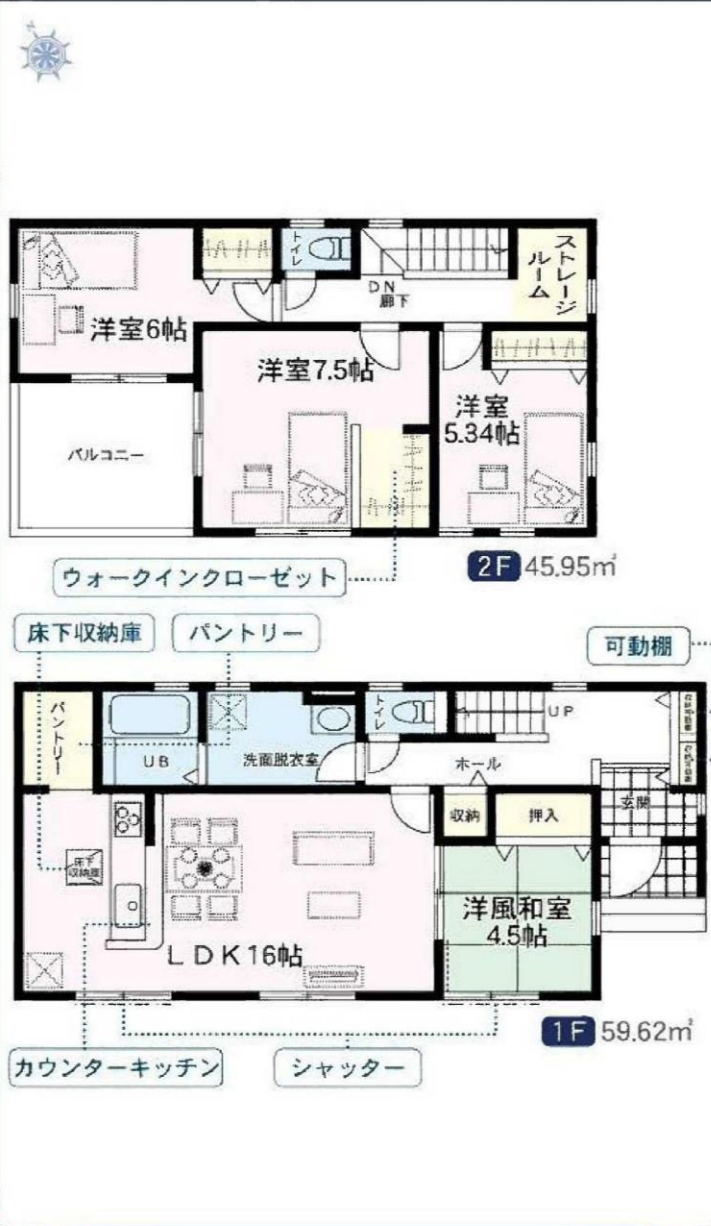 トイレ
ストレージ
ルーム
DN
廊下
洋室6帖
洋室7.5帖
洋室
5.34帖
バルコニー
ウォークインクローゼット
2F 45.95㎡
床下収納庫
パントリー
可動棚
パントリー
UB
洗面脱衣室
トイレ
UP
ホール
玄関
収納
押入
床下
収納庫
洋風和室
4.5帖
LDK16帖
1F 59.62㎡
カウンターキッチン
シャッター